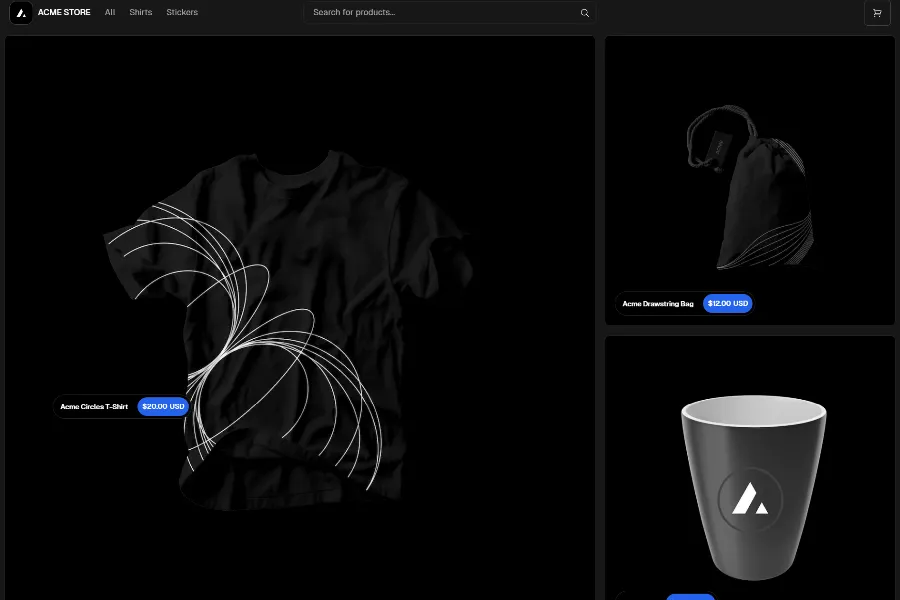 ACME STORE
All
Shirts
Stickers
Search for products...
Acme Circles T-Shirt
$20.00 USD
Acme Drawstring Bag
$12.00 USD